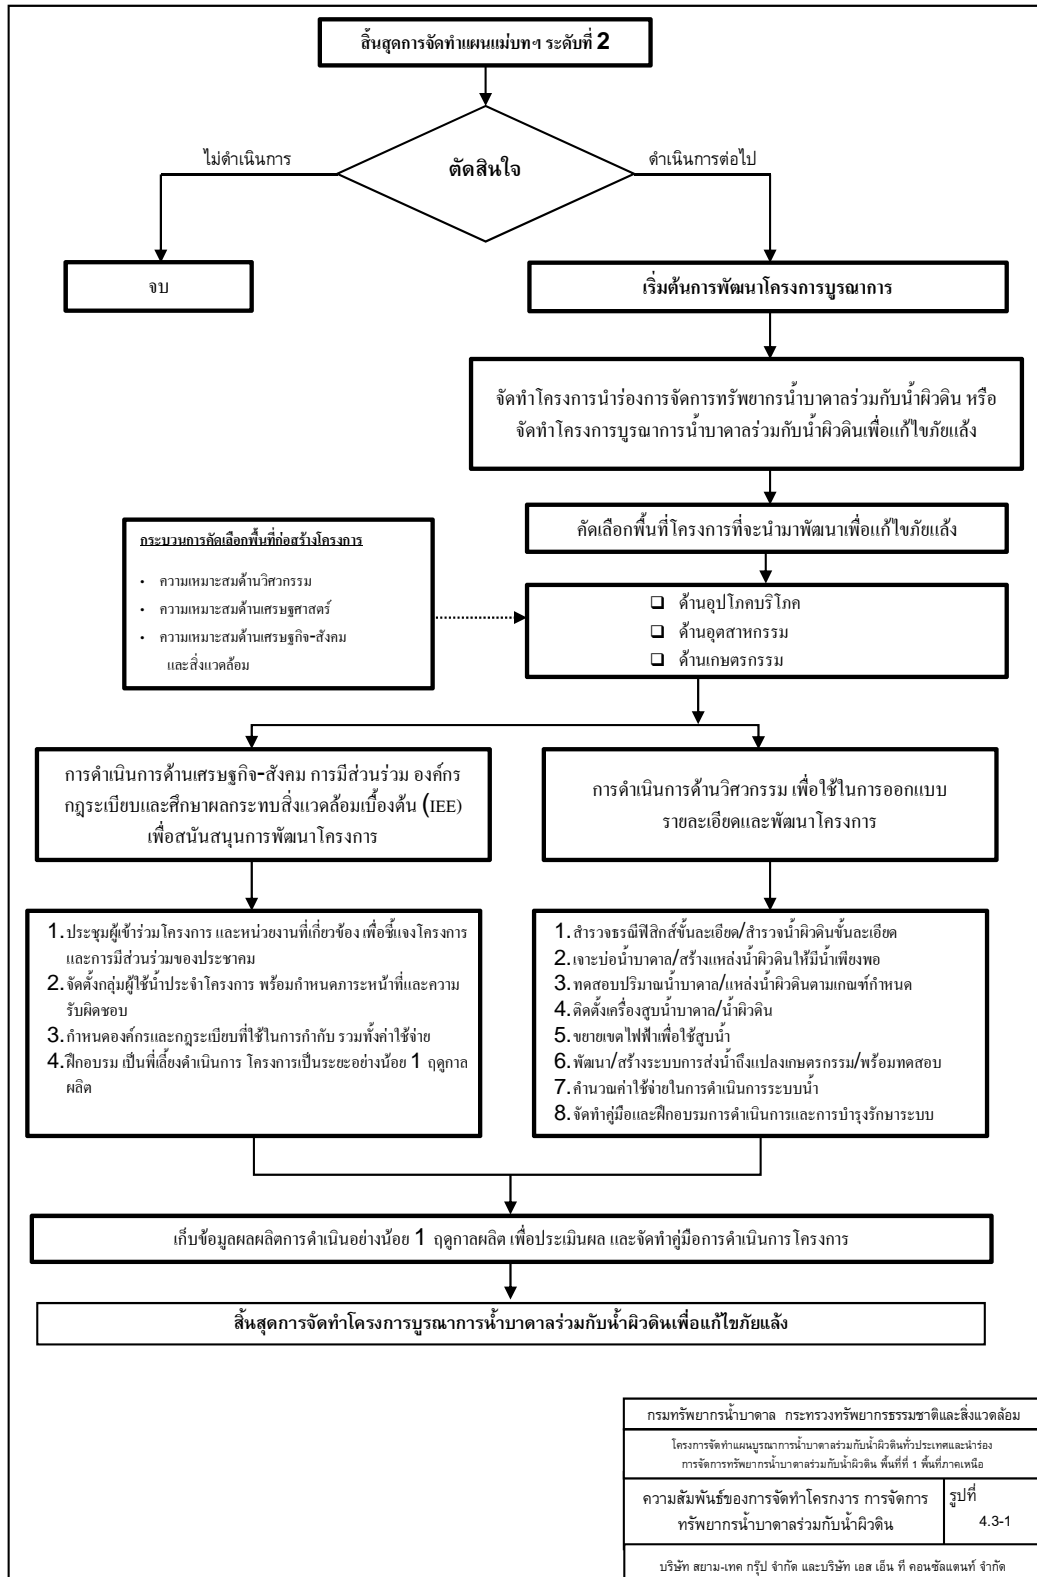 สิ้นสุดการจัดทำแผนแม่บทฯ ระดับที่ 2
ตัดสินใจ
ไม่ดำเนินการ
ดำเนินการต่อไป
จบ
เริ่มต้นการพัฒนาโครงการบูรณาการ
จัดทำโครงการนำร่องการจัดการทรัพยากรน้ำบาดาลร่วมกับน้ำผิวดิน หรือ
จัดทำโครงการบูรณาการน้ำบาดาลร่วมกับน้ำผิวดินเพื่อแก้ไขภัยแล้ง
คัดเลือกพื้นที่โครงการที่จะนำมาพัฒนาเพื่อแก้ไขภัยแล้ง
กระบวนการคัดเลือกพื้นที่ก่อสร้างโครงการ
• ความเหมาะสมด้านวิศวกรรม
• ความเหมาะสมด้านเศรษฐศาสตร์
• ความเหมาะสมด้านเศรษฐกิจ-สังคม
และสิ่งแวดล้อม
❑ ด้านอุปโภคบริโภค
❑ ด้านอุตสาหกรรม
❑ ด้านเกษตรกรรม
การดำเนินการด้านเศรษฐกิจ-สังคม การมีส่วนร่วม องค์กร
กฎระเบียบและศึกษาผลกระทบสิ่งแวดล้อมเบื้องต้น (IEE)
เพื่อสนันสนุนการพัฒนาโครงการ
การดำเนินการด้านวิศวกรรม เพื่อใช้ในการออกแบบ
รายละเอียดและพัฒนาโครงการ
1. ประชุมผู้เข้าร่วมโครงการ และหน่วยงานที่เกี่ยวข้อง เพื่อชี้แจงโครงการ
และการมีส่วนร่วมของประชาคม
2. จัดตั้งกลุ่มผู้ใช้น้ำประจำโครงการ พร้อมกำหนดภาระหน้าที่และความ
รับผิดชอบ
3. กำหนดองค์กรและกฎระเบียบที่ใช้ในการกำกับ รวมทั้งค่าใช้จ่าย
4. ฝึกอบรม เป็นพี่เลี้ยงดำเนินการ โครงการเป็นระยะอย่างน้อย 1 ฤดูกาล
ผลิต
1. สำรวจธรณีฟิสิกส์ขั้นละเอียด/สำรวจน้ำผิวดินขั้นละเอียด
2. เจาะบ่อน้ำบาดาล/สร้างแหล่งน้ำผิวดินให้มีน้ำเพียงพอ
3. ทดสอบปริมาณน้ำบาดาล/แหล่งน้ำผิวดินตามเกณฑ์กำหนด
4. ติดตั้งเครื่องสูบน้ำบาดาล/น้ำผิวดิน
5. ขยายเขตไฟฟ้าเพื่อใช้สูบน้ำ
6. พัฒนา/สร้างระบบการส่งน้ำถึงแปลงเกษตรกรรม/พร้อมทดสอบ
7. คำนวณค่าใช้จ่ายในการดำเนินการระบบน้ำ
8. จัดทำคู่มือและฝึกอบรมการดำเนินการและการบำรุงรักษาระบบ
เก็บข้อมูลผลผลิตการดำเนินอย่างน้อย 1 ฤดูกาลผลิต เพื่อประเมินผล และจัดทำคู่มือการดำเนินการโครงการ
สิ้นสุดการจัดทำโครงการบูรณาการน้ำบาดาลร่วมกับน้ำผิวดินเพื่อแก้ไขภัยแล้ง
กรมทรัพยากรน้ำบาดาล กระทรวงทรัพยากรธรรมชาติและสิ่งแวดล้อม
โครงการจัดทำแผนบูรณาการน้ำบาดาลร่วมกับน้ำผิวดินทั่วประเทศและนำร่อง
การจัดการทรัพยากรน้ำบาดาลร่วมกับน้ำผิวดิน พื้นที่ที่ 1 พื้นที่ภาคเหนือ
ความสัมพันธ์ของการจัดทำโครกงาร การจัดการ
ทรัพยากรน้ำบาดาลร่วมกับน้ำผิวดิน
รูปที่
4.3-1
บริษัท สยาม-เทค กรุ๊ป จำกัด และบริษัท เอส เอ็น ที คอนซัลแตนท์ จำกัด